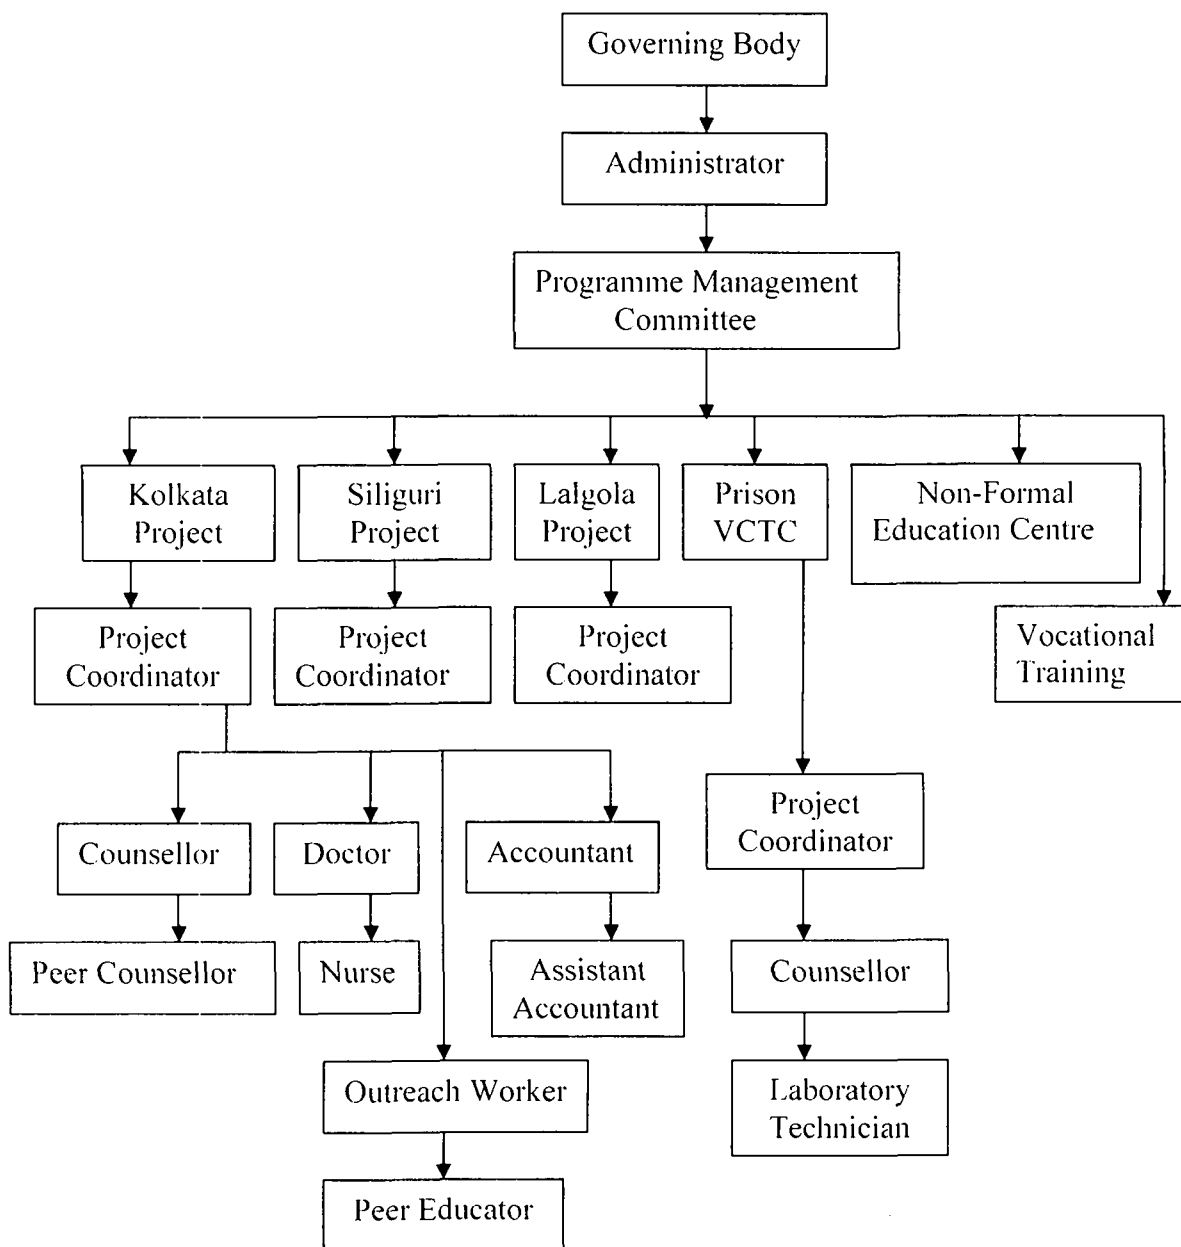 Governing Body
Administrator
Programme Management
Committee
Kolkata
Project
Siliguri
Project
Lalgola
Project
Prison
VCTC
Non-Formal
Education Centre
Project
Coordinator
Project
Coordinator
Project
Coordinator
Vocational
Training
Counsellor
Doctor
Accountant
Project
Coordinator
Peer Counsellor
Nurse
Assistant
Accountant
Counsellor
Outreach Worker
Laboratory
Technician
Peer Educator